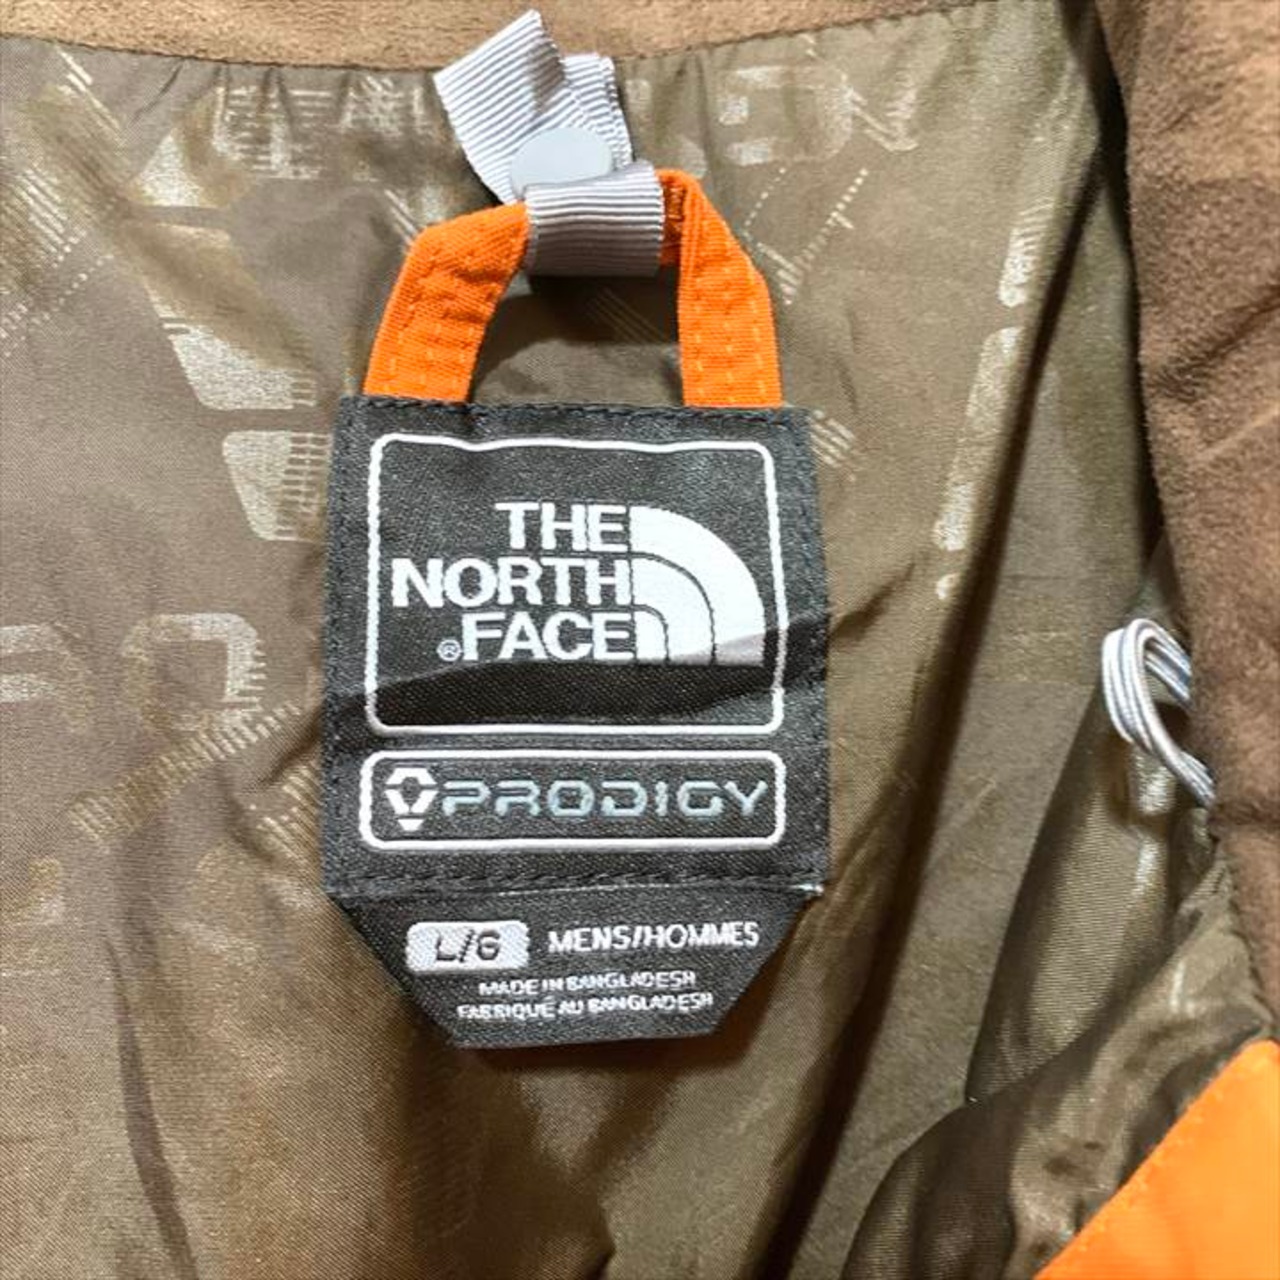 THE
NORTH
®FACE
PRODIGY
L/G MENS/HOMMES
MADE IN BANGLADESH
FABRIQUÉ AU BANGLADESH